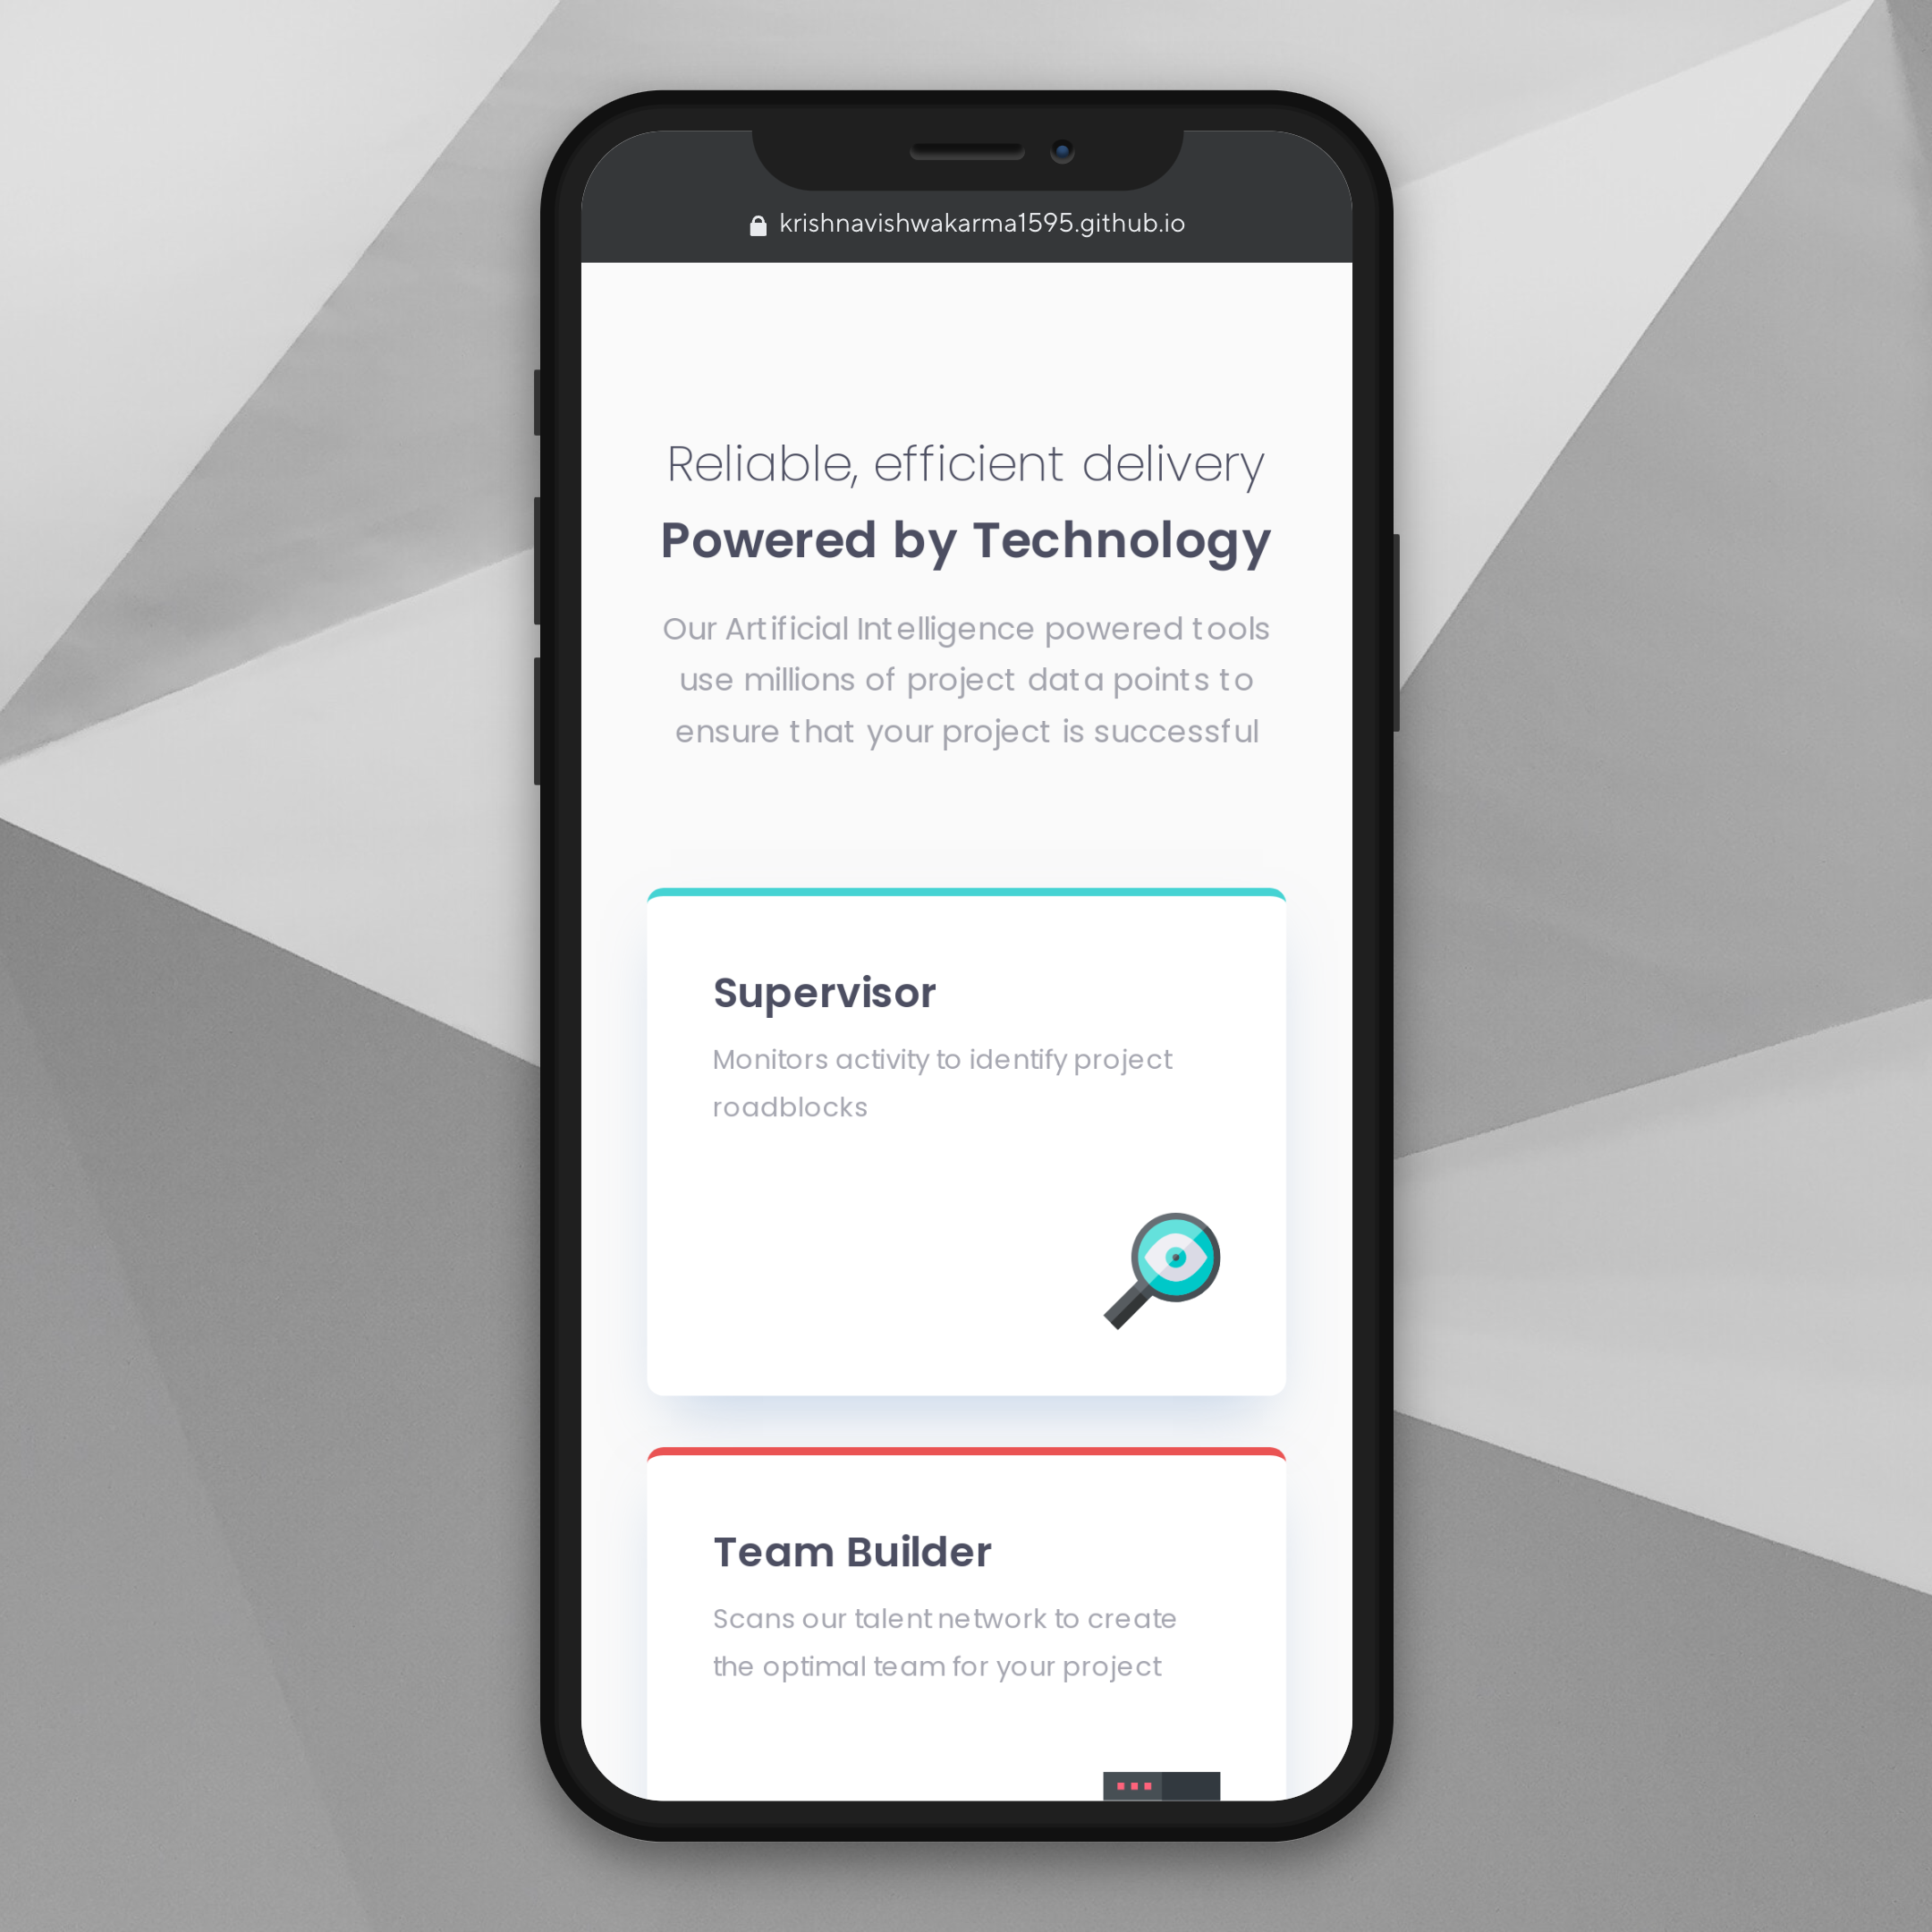 krishnavishwakarma1595.github.io
Reliable, efficient delivery
Powered by Technology
Our Artificial Intelligence powered tools
use millions of project data points to
ensure that your project is successful
Supervisor
Monitors activity to identify project
roadblocks
Team Builder
Scans our talent network to create
the optimal team for your project